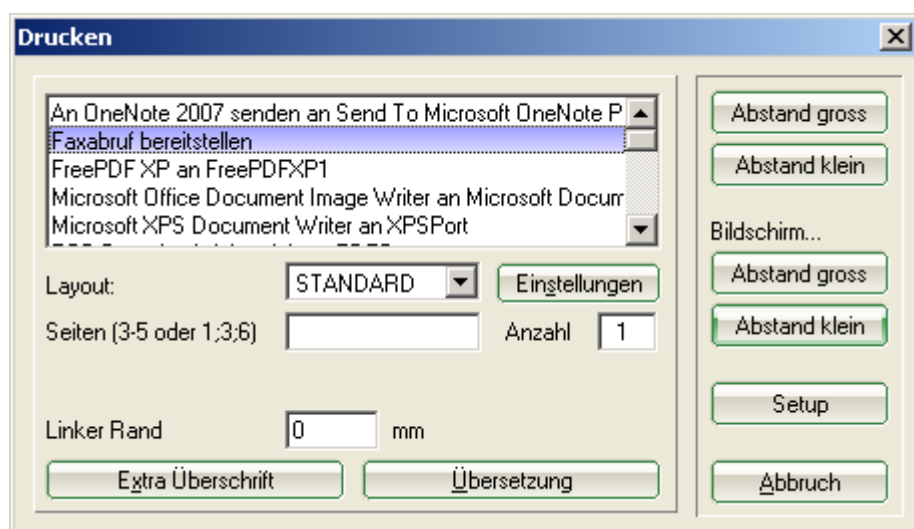 Drucken
An OneNote 2007 senden an Send To Microsoft OneNote P
Faxabruf bereitstellen
FreePDF XP an FreePDFXP1
Microsoft Office Document Image Writer an Microsoft Docum
Microsoft XPS Document Writer an XPSPort
Layout:
STANDARD
Einstellungen
Seiten (3-5 oder 1;3;6)
Anzahl
1
Linker Rand
0
mm
Extra Überschrift
Übersetzung
Abstand gross
Abstand klein
Bildschirm...
Abstand gross
Abstand klein
Setup
Abbruch